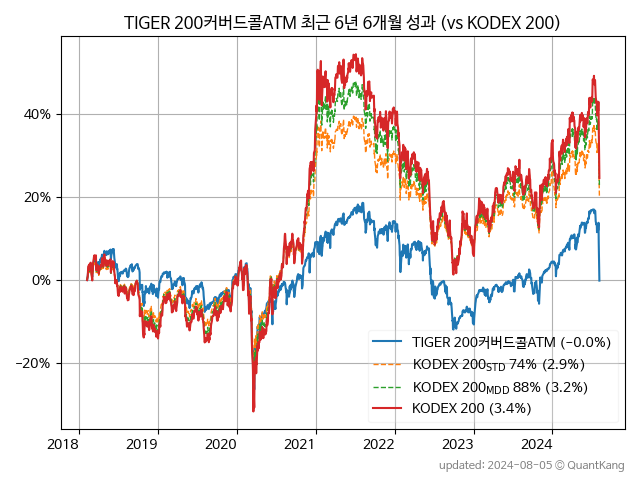 TIGER 200커버드콜ATM 최근 6년 6개월 성과 (vs KODEX 200)
40%
20%
0%
−20%
TIGER 200커버드콜ATM (−0.0%)
KODEX 200STD 74% (2.9%)
KODEX 200MDD 88% (3.2%)
KODEX 200 (3.4%)
2018 2019 2020 2021 2022 2023 2024
updated: 2024-08-05 © QuantKang